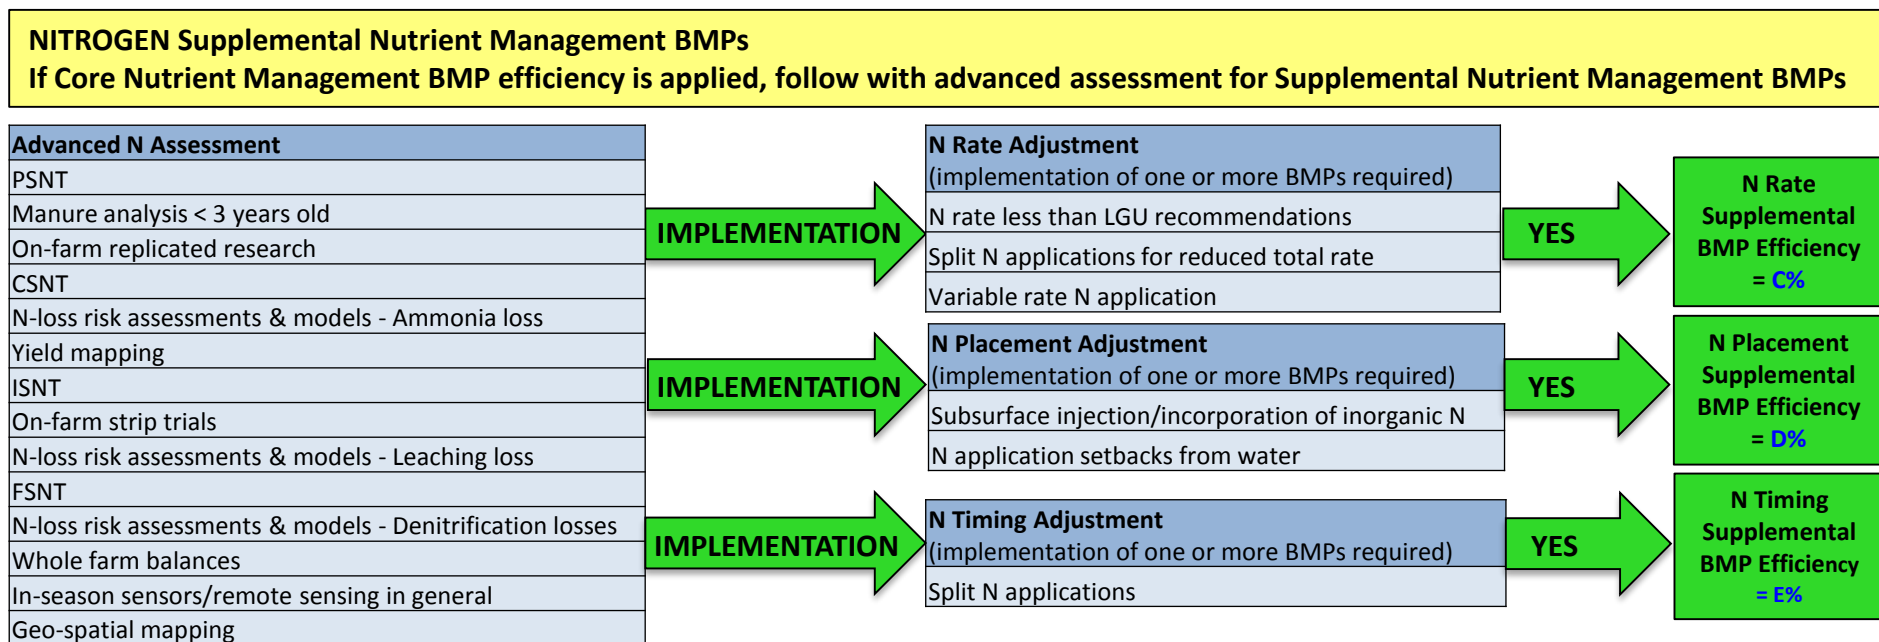 NITROGEN Supplemental Nutrient Management BMPs
If Core Nutrient Management BMP efficiency is applied, follow with advanced assessment for Supplemental Nutrient Management BMPs
Advanced N Assessment
PSNT
Manure analysis < 3 years old
On-farm replicated research
CSNT
N-loss risk assessments & models - Ammonia loss
Yield mapping
ISNT
On-farm strip trials
N-loss risk assessments & models - Leaching loss
FSNT
N-loss risk assessments & models - Denitrification losses
Whole farm balances
In-season sensors/remote sensing in general
Geo-spatial mapping
IMPLEMENTATION
N Rate Adjustment
(implementation of one or more BMPs required)
N rate less than LGU recommendations
Split N applications for reduced total rate
Variable rate N application
YES
N Rate
Supplemental
BMP Efficiency
= C%
IMPLEMENTATION
N Placement Adjustment
(implementation of one or more BMPs required)
Subsurface injection/incorporation of inorganic N
N application setbacks from water
YES
N Placement
Supplemental
BMP Efficiency
= D%
IMPLEMENTATION
N Timing Adjustment
(implementation of one or more BMPs required)
Split N applications
YES
N Timing
Supplemental
BMP Efficiency
= E%